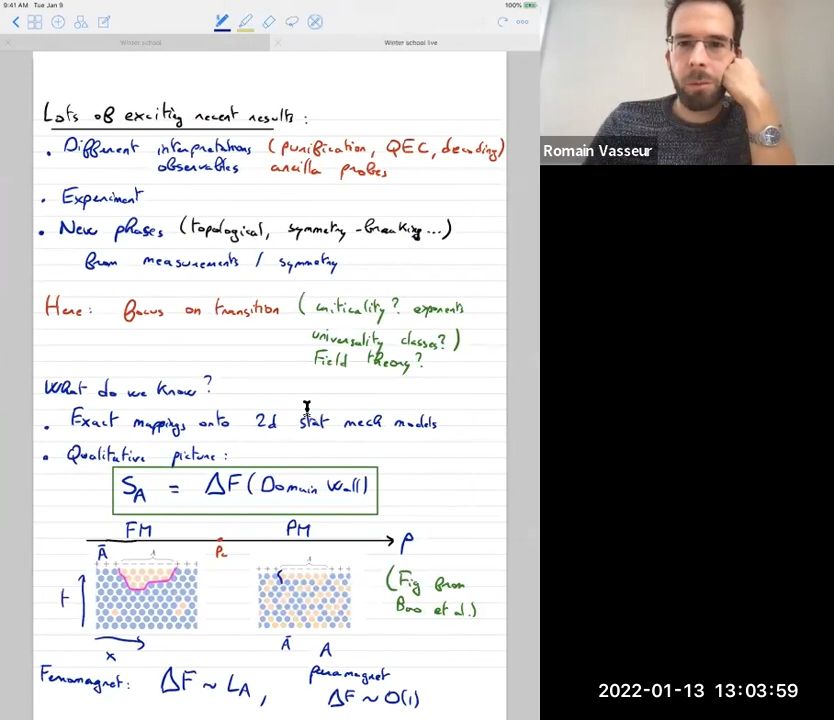 9:41 AM Tue Jan 9
100%
Winter school
Winter school live
Lots of exciting recent results:
• Different interpretations (purification, QEC, decoding)
observables ancilla probes
• Experiment
• New phases (topological, symmetry-breaking...)
from measurements / symmetry
Here: focus on transition (criticality? exponents
universality classes?)
Field theory?
What do we know?
• Exact mappings onto 2d stat mech models
• Qualitative picture:
S_A = ΔF (Domain Wall)
FM PM
Pc P
Ā A A
t
(Fig from
Bao et al.)
x Ā A
Ferromagnet: ΔF ~ L_A, paramagnet
ΔF ~ O(1)
Romain Vasseur
2022-01-13 13:03:59